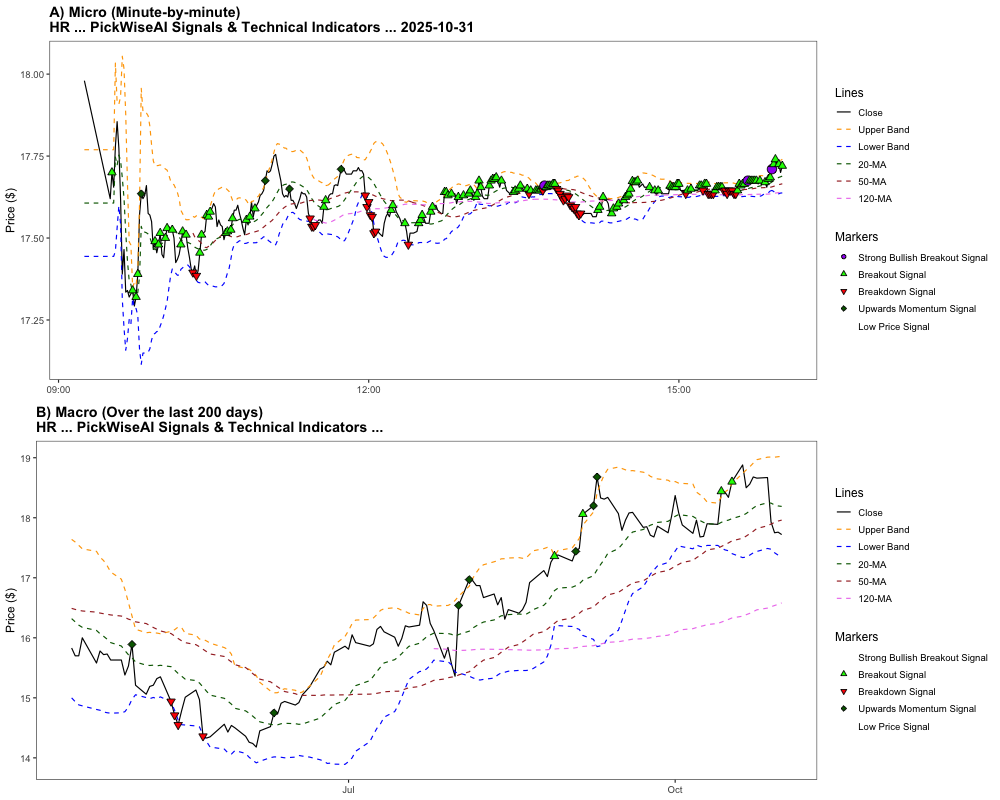 A) Micro (Minute-by-minute)
HR ... PickWiseAI Signals & Technical Indicators ... 2025-10-31
18.00
17.75
17.50
17.25
Price ($)
09:00
12:00
15:00
Lines
Close
Upper Band
Lower Band
20-MA
50-MA
120-MA
Markers
Strong Bullish Breakout Signal
Breakout Signal
Breakdown Signal
Upwards Momentum Signal
Low Price Signal
B) Macro (Over the last 200 days)
HR ... PickWiseAI Signals & Technical Indicators ...
19
18
17
16
15
14
Price ($)
Jul
Oct
Lines
Close
Upper Band
Lower Band
20-MA
50-MA
120-MA
Markers
Strong Bullish Breakout Signal
Breakout Signal
Breakdown Signal
Upwards Momentum Signal
Low Price Signal